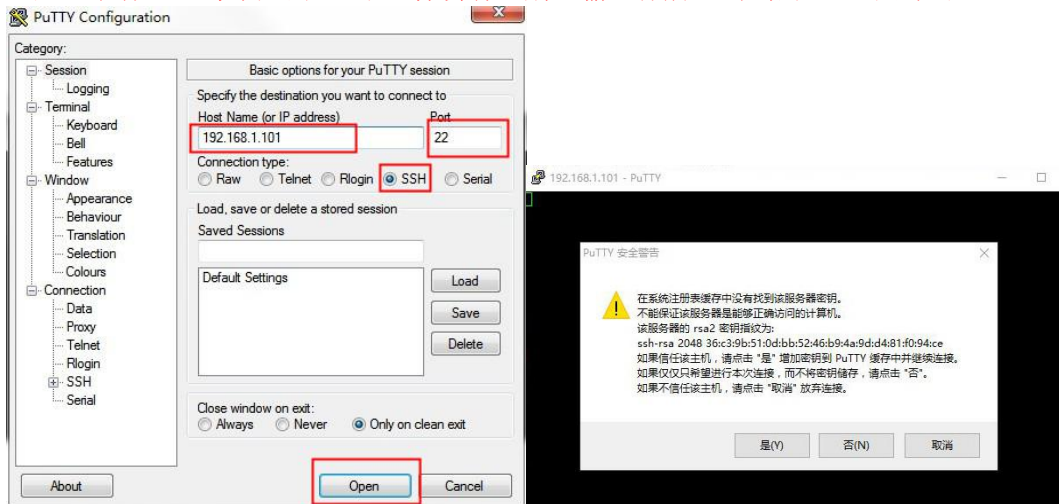 PuTTY Configuration
Category:
Session
Logging
Terminal
Keyboard
Bell
Features
Window
Appearance
Behaviour
Translation
Selection
Colours
Connection
Data
Proxy
Telnet
Rlogin
SSH
Serial
Basic options for your PuTTY session
Specify the destination you want to connect to
Host Name (or IP address) Port
192.168.1.101 22
Connection type:
Raw Telnet Rlogin SSH Serial
Load, save or delete a stored session
Saved Sessions
Default Settings
Load
Save
Delete
Close window on exit:
Always Never Only on clean exit
About Open Cancel
192.168.1.101 - PuTTY
PuTTY 安全警告
在系统注册表缓存中没有找到该服务器密钥。
不能保证该服务器是能够正确访问的计算机。
该服务器的 rsa2 密钥指纹为:
ssh-rsa 2048 36:c3:9b:51:0d:bb:52:46:b9:4a:9d:d4:81:f0:94:ce
如果信任该主机，请点击 "是" 增加密钥到 PuTTY 缓存中并继续连接。
如果仅仅只希望进行本次连接，而不将密钥储存，请点击 "否"。
如果不信任该主机，请点击 "取消" 放弃连接。
是(Y) 否(N) 取消